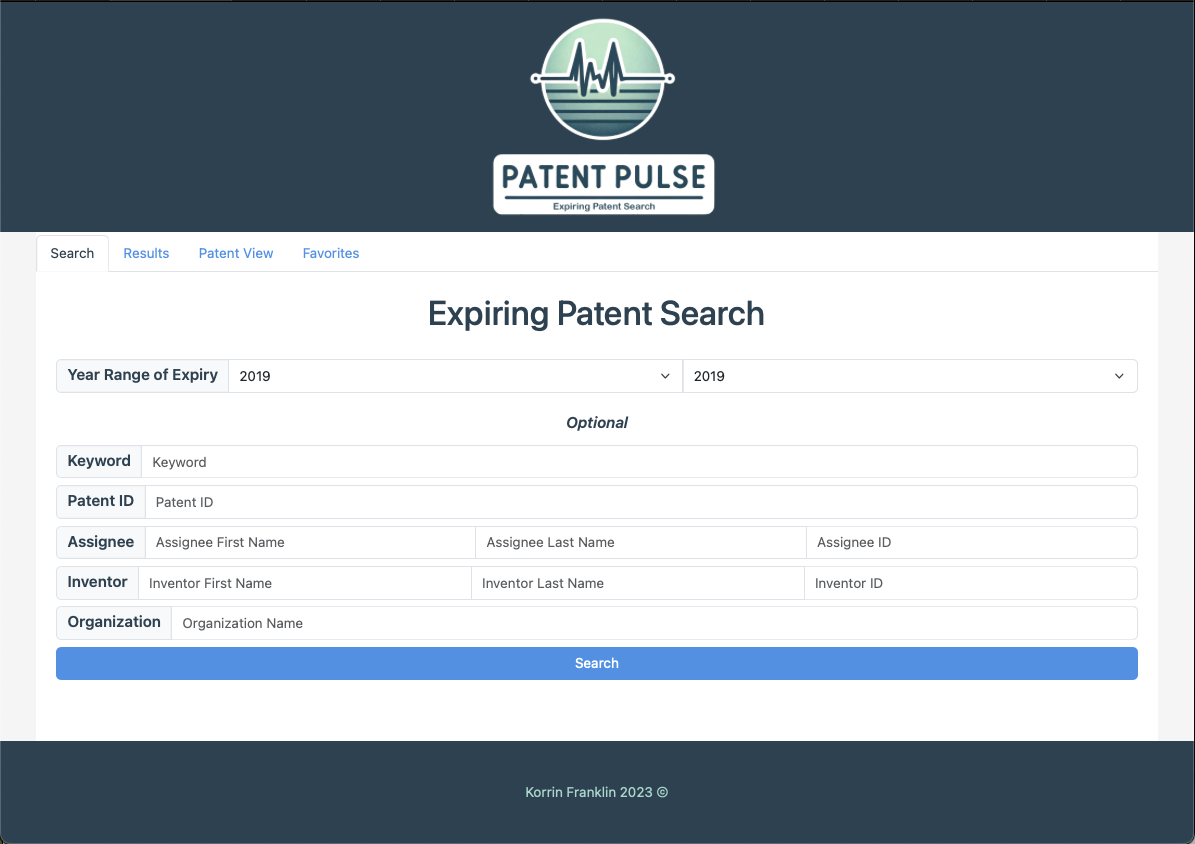 PATENT PULSE
Expiring Patent Search
Search Results Patent View Favorites
Expiring Patent Search
Year Range of Expiry 2019 2019
Optional
Keyword Keyword
Patent ID Patent ID
Assignee Assignee First Name Assignee Last Name Assignee ID
Inventor Inventor First Name Inventor Last Name Inventor ID
Organization Organization Name
Search
Korrin Franklin 2023 ©